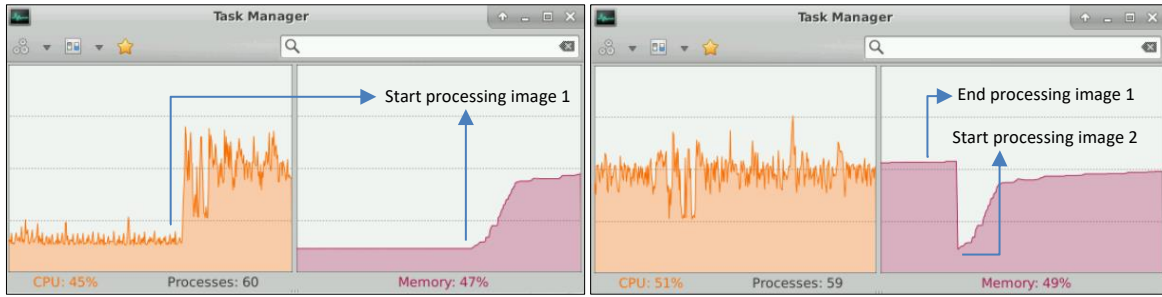 Task Manager
Start processing image 1
CPU: 45%
Processes: 60
Memory: 47%
Task Manager
End processing image 1
Start processing image 2
CPU: 51%
Processes: 59
Memory: 49%